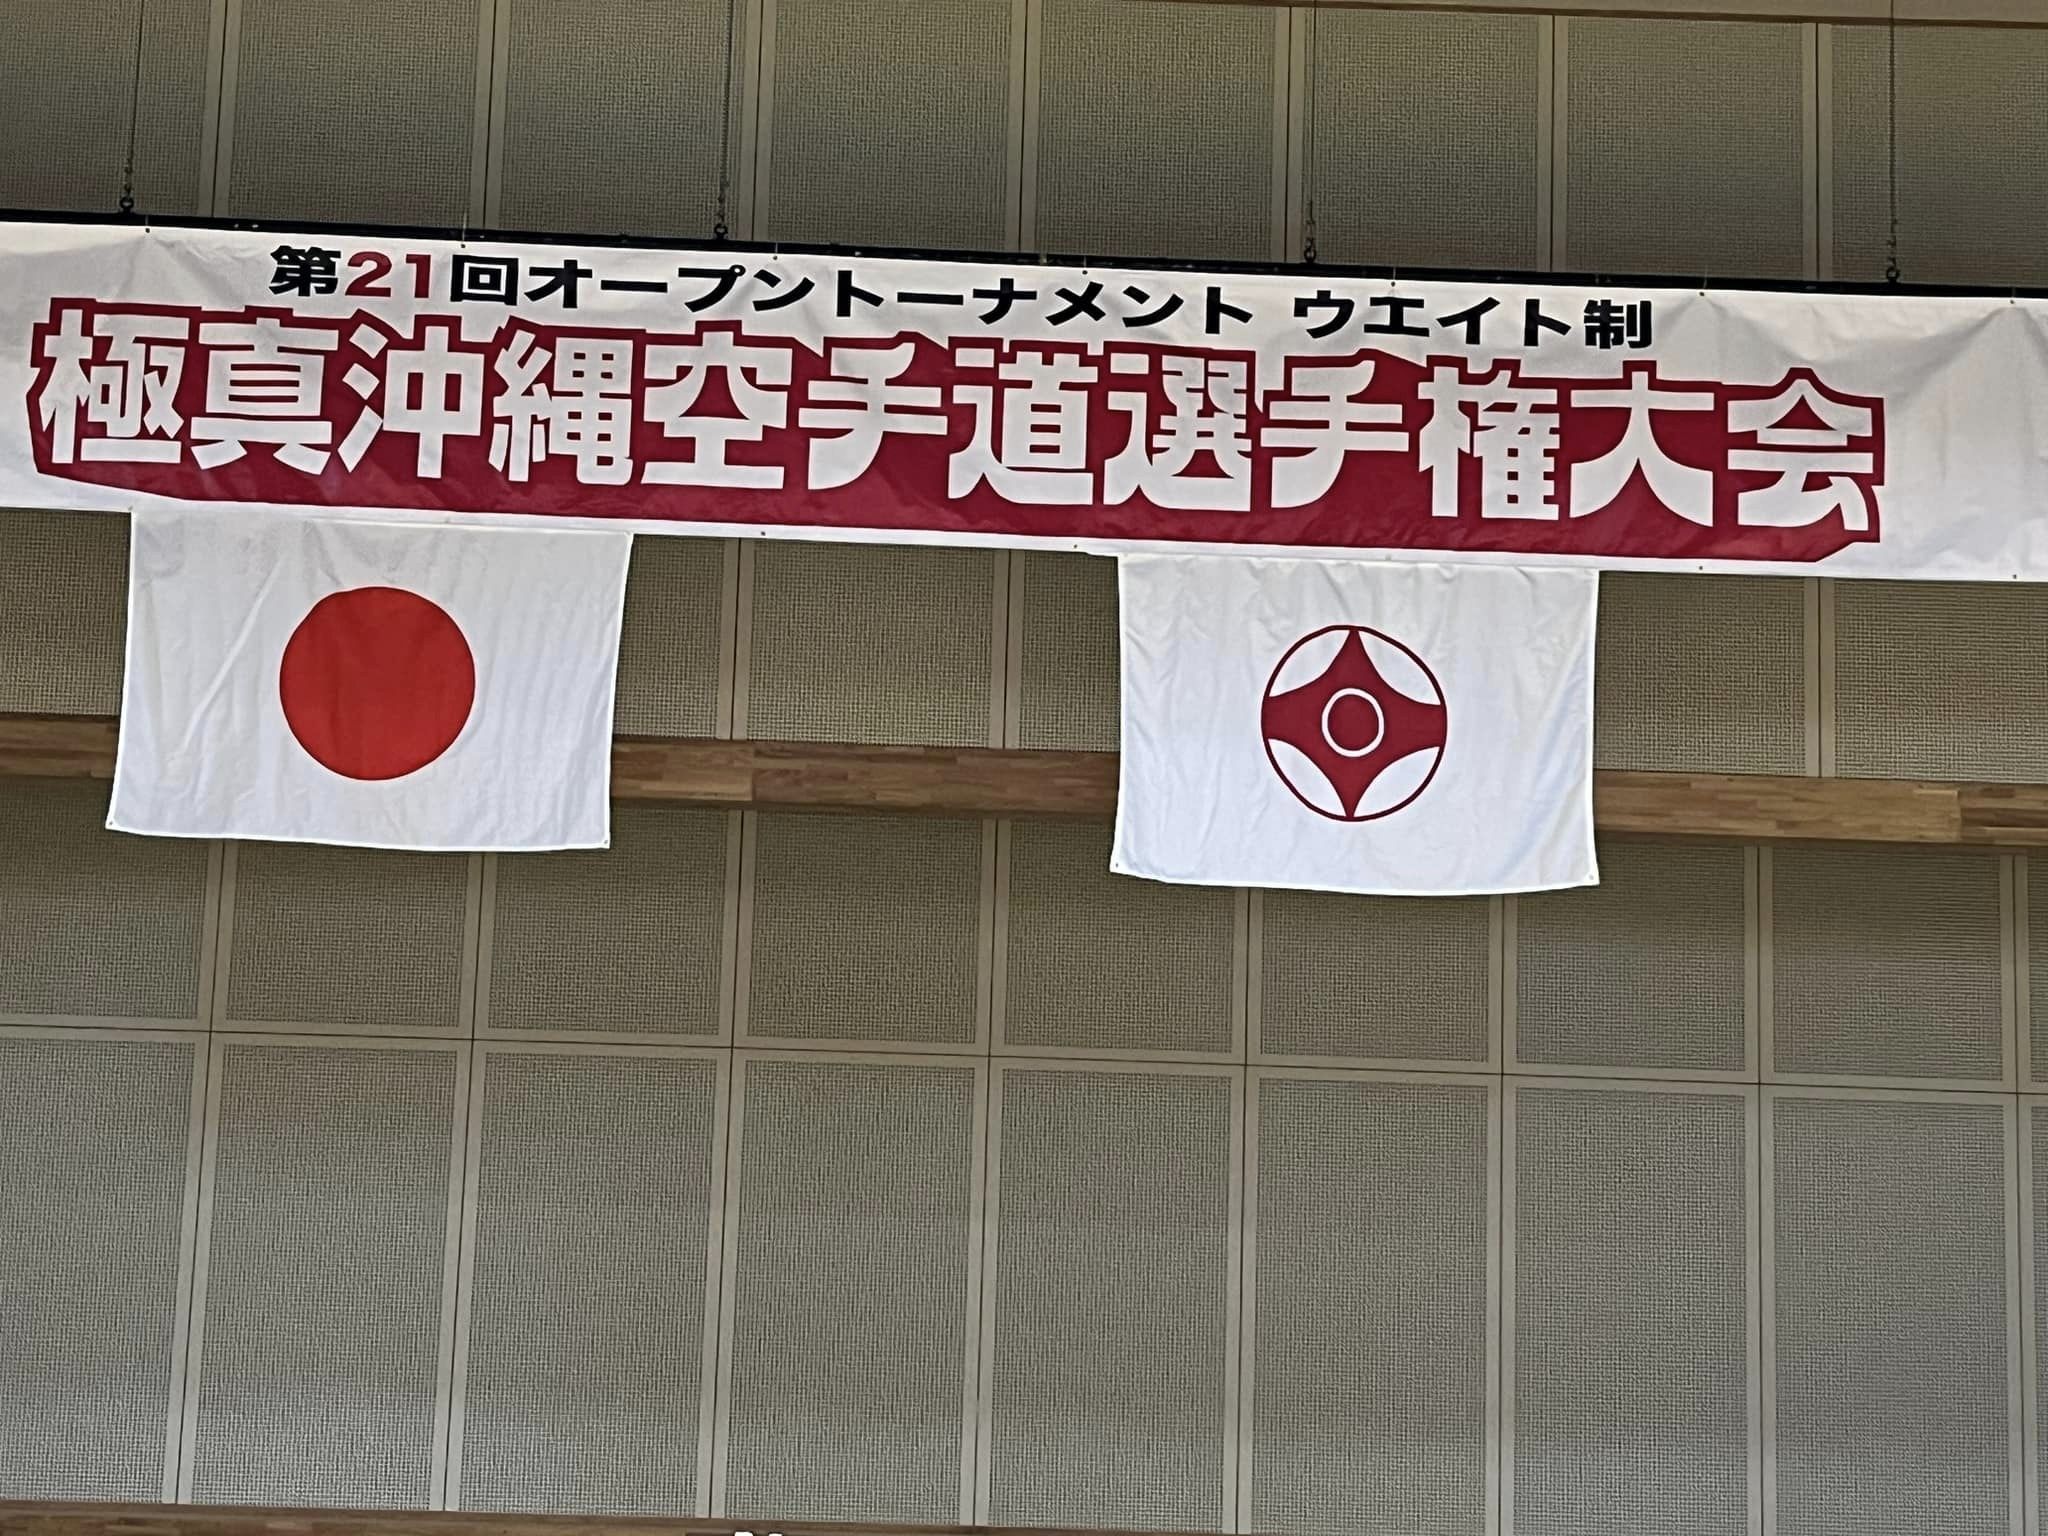 第21回オープントーナメント ウエイト制
極真沖縄空手道選手権大会